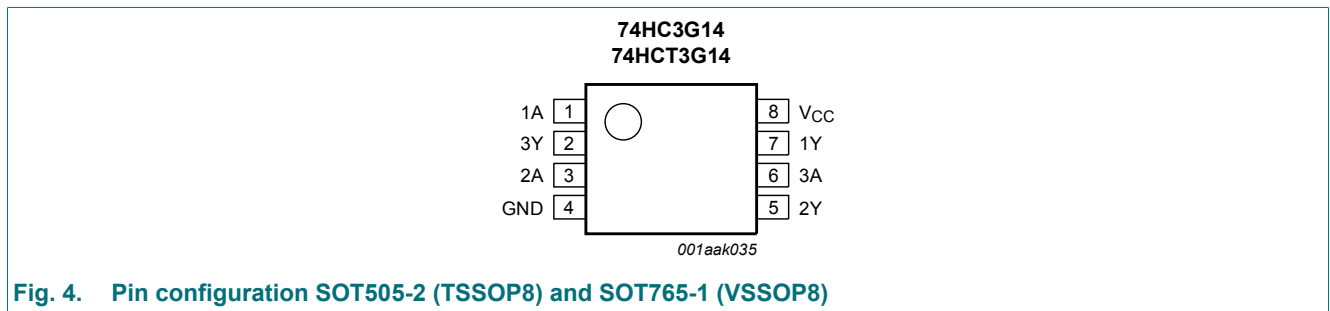 74HC3G14
74HCT3G14
1A 1 8 VCC
3Y 2 7 1Y
2A 3 6 3A
GND 4 5 2Y
001aak035
Fig. 4. Pin configuration SOT505-2 (TSSOP8) and SOT765-1 (VSSOP8)